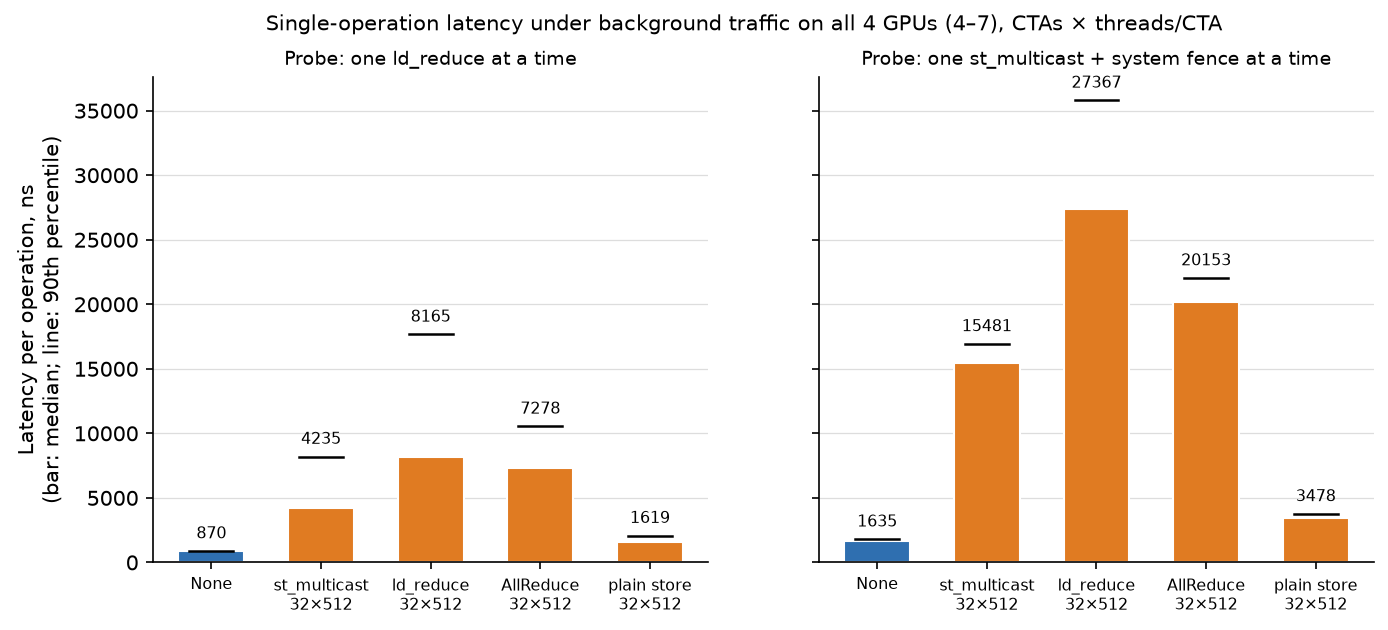 Single-operation latency under background traffic on all 4 GPUs (4–7), CTAs × threads/CTA
Probe: one ld_reduce at a time
Latency per operation, ns
(bar: median; line: 90th percentile)
35000
30000
25000
20000
15000
10000
5000
0
870
4235
8165
7278
1619
None
st_multicast
32×512
ld_reduce
32×512
AllReduce
32×512
plain store
32×512
Probe: one st_multicast + system fence at a time
1635
15481
27367
20153
3478
None
st_multicast
32×512
ld_reduce
32×512
AllReduce
32×512
plain store
32×512